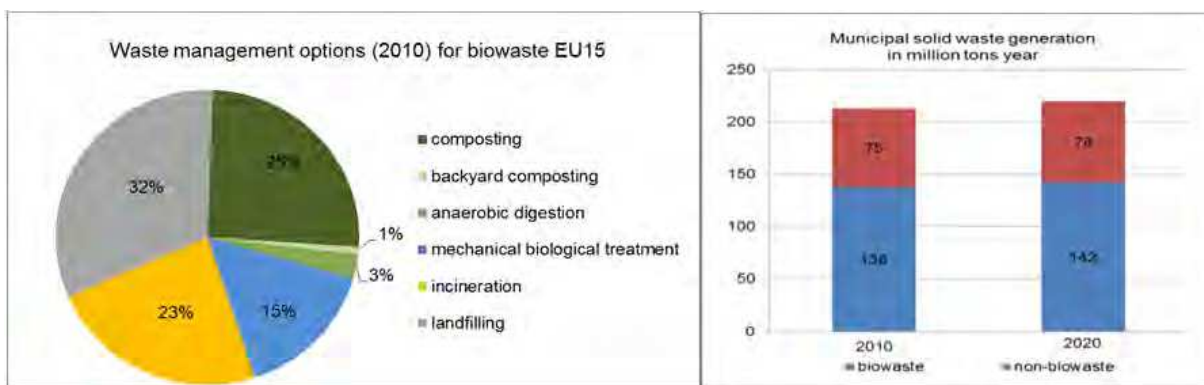 Waste management options (2010) for biowaste EU15
25%
1%
3%
15%
23%
32%
composting
backyard composting
anaerobic digestion
mechanical biological treatment
incineration
landfilling
Municipal solid waste generation
in million tons year
250
200
150
100
50
0
75
78
138
142
2010
2020
biowaste
non-biowaste